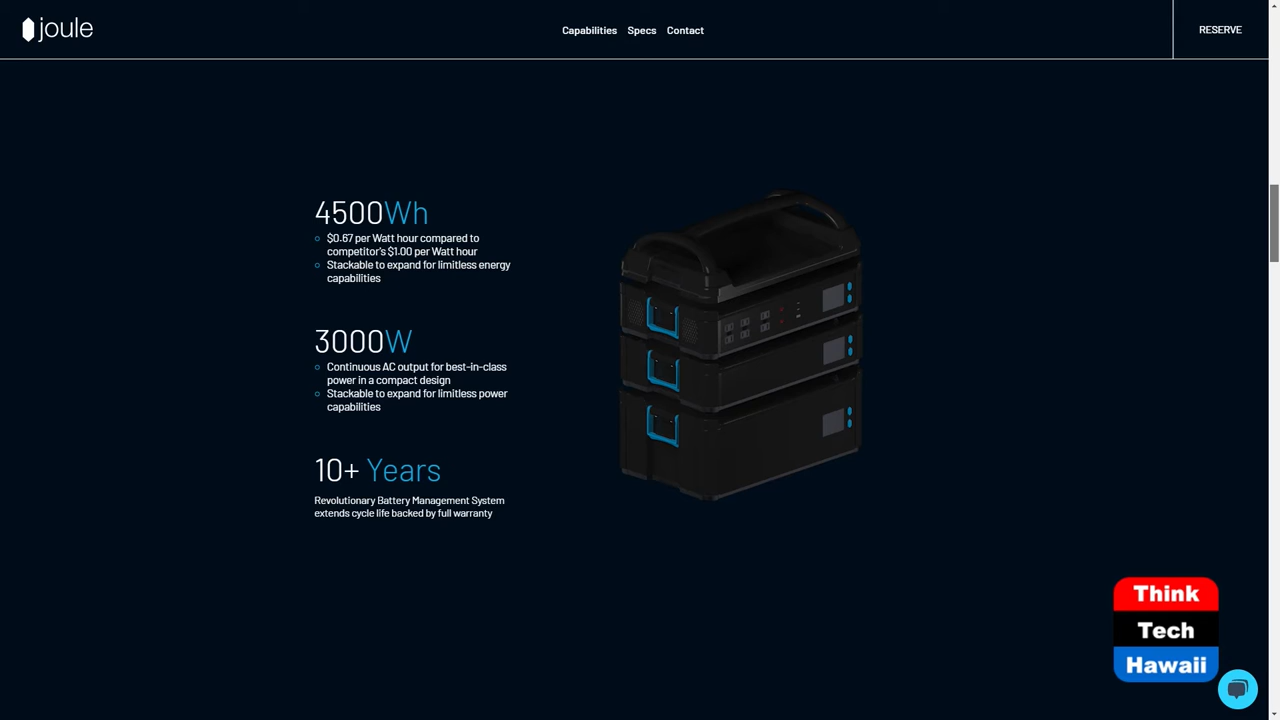 joule
Capabilities Specs Contact
RESERVE
4500Wh
$0.67 per Watt hour compared to
competitor's $1.00 per Watt hour
Stackable to expand for limitless energy
capabilities
3000W
Continuous AC output for best-in-class
power in a compact design
Stackable to expand for limitless power
capabilities
10+ Years
Revolutionary Battery Management System
extends cycle life backed by full warranty
Think
Tech
Hawaii